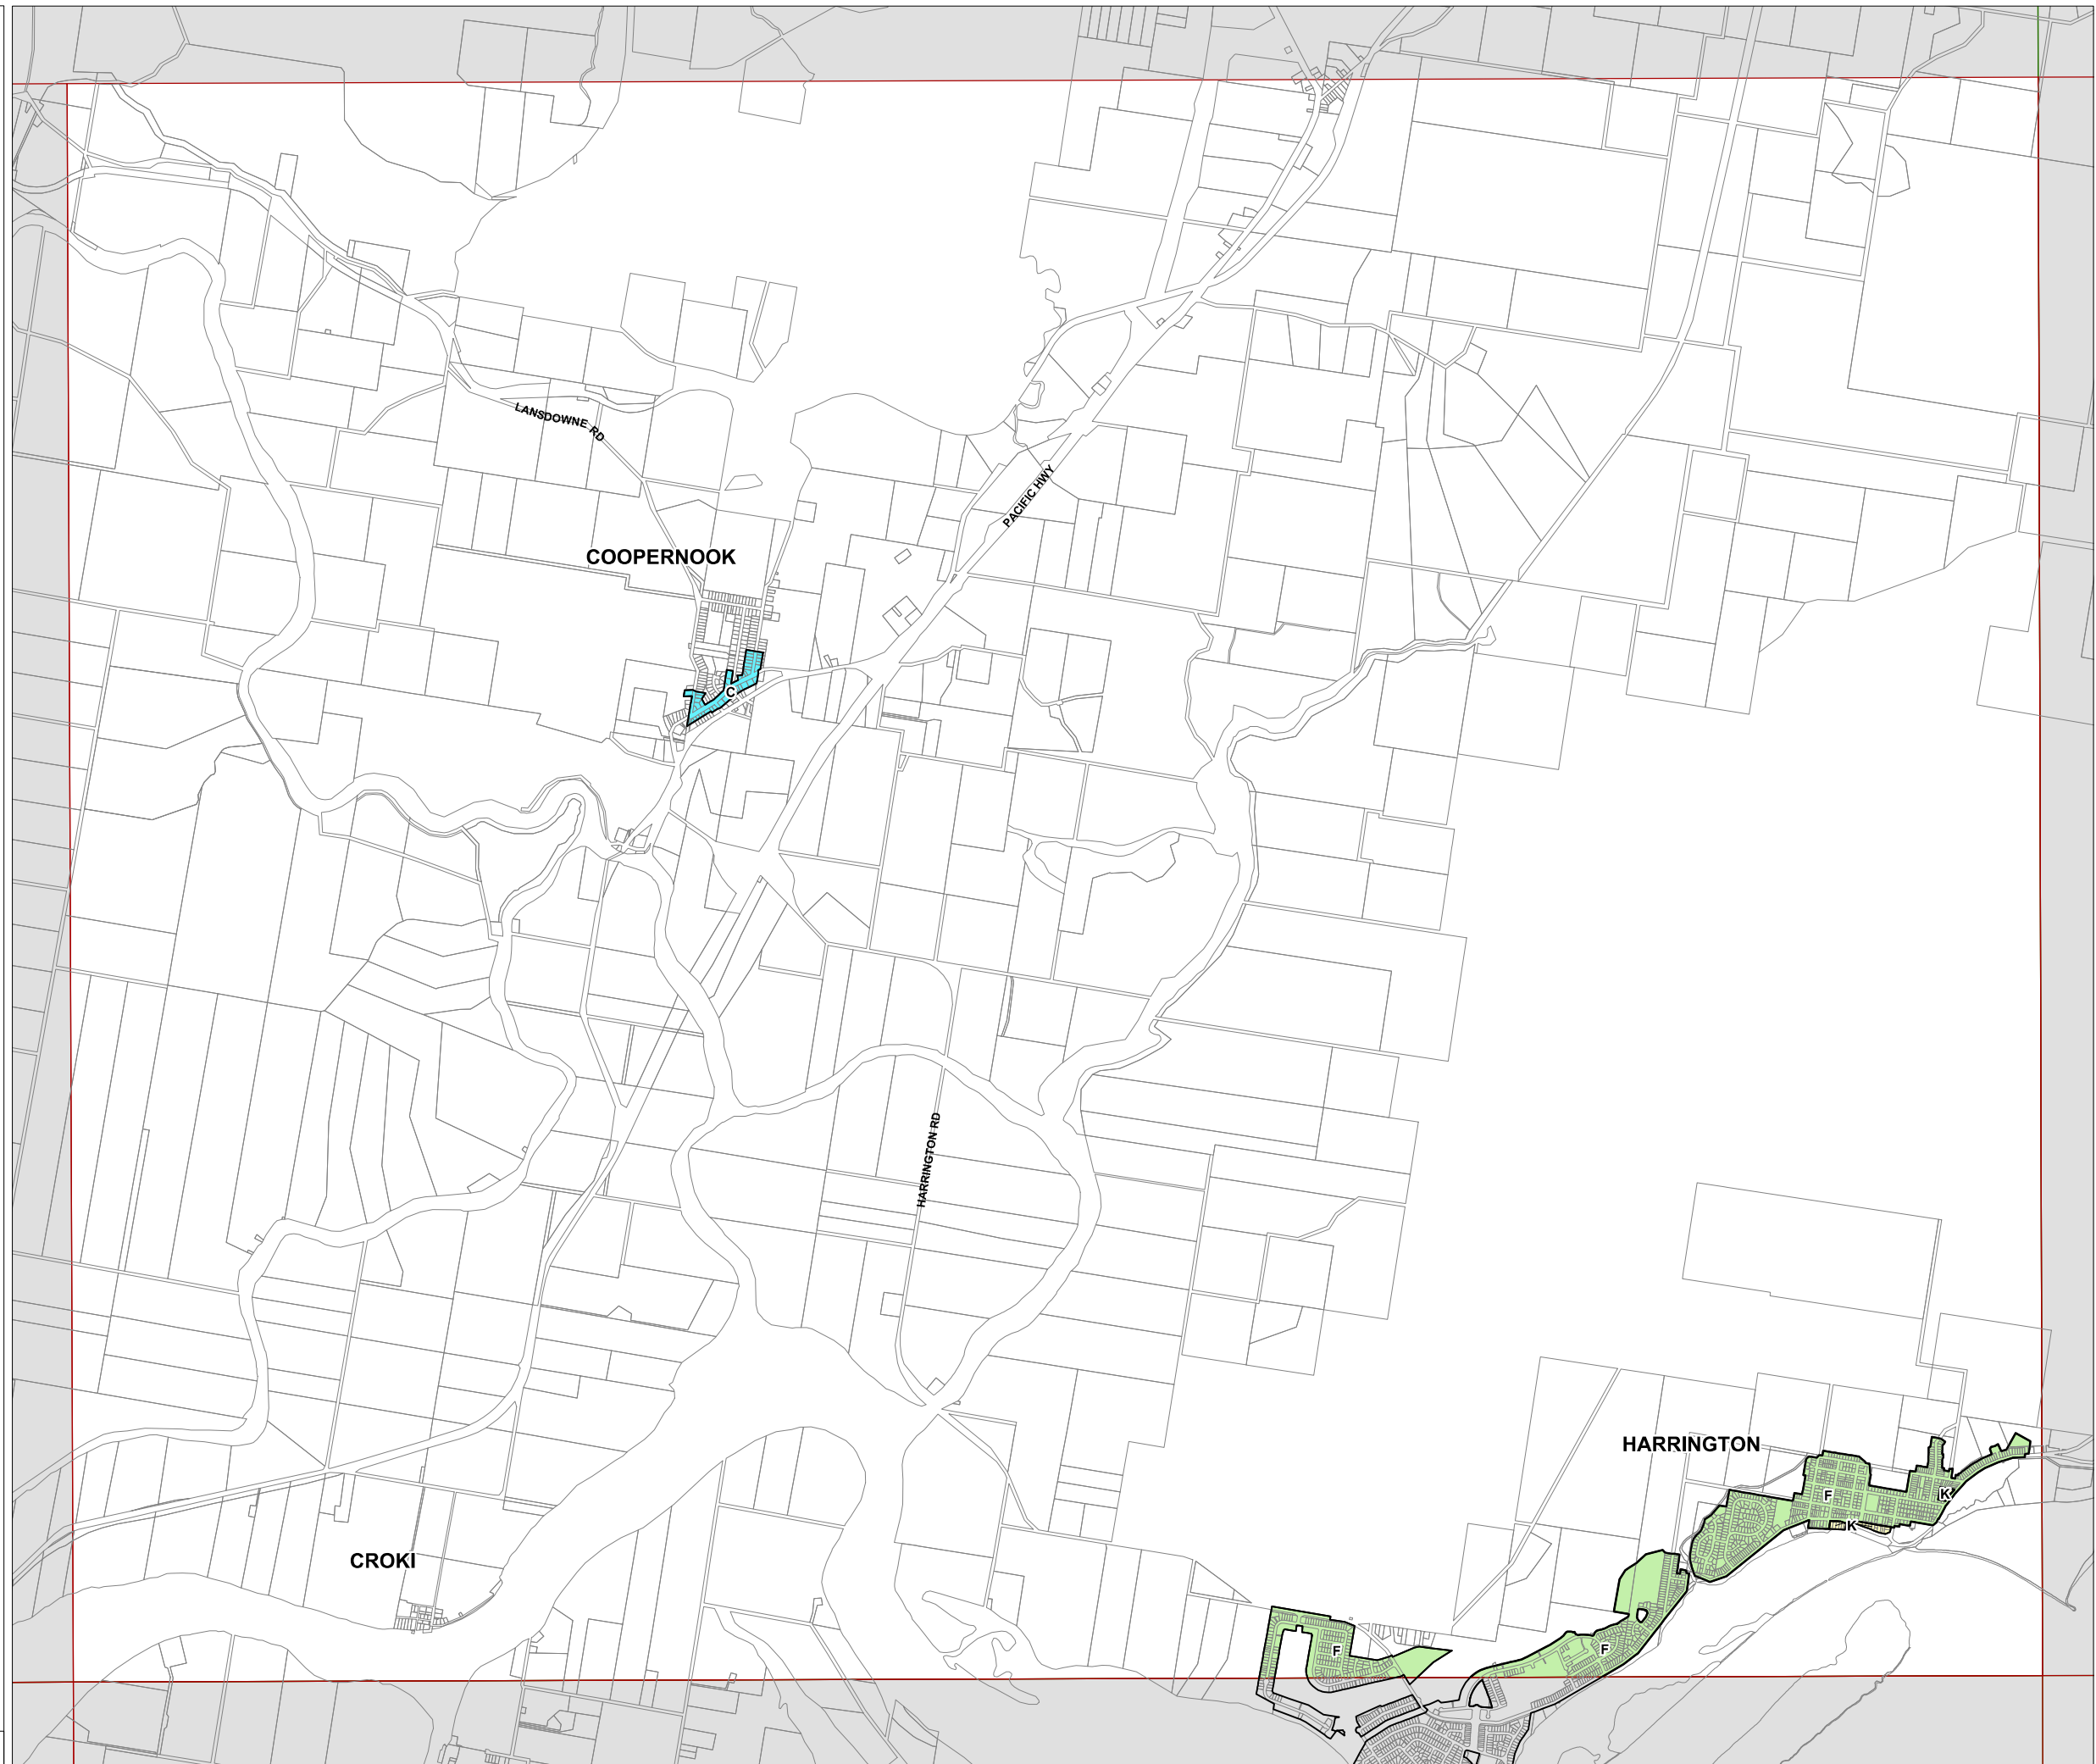 LANSDOWNE RD
PACIFIC HWY
COOPERNOOK
C
HARRINGTON RD
HARRINGTON
F
K
K
CROKI
F
F